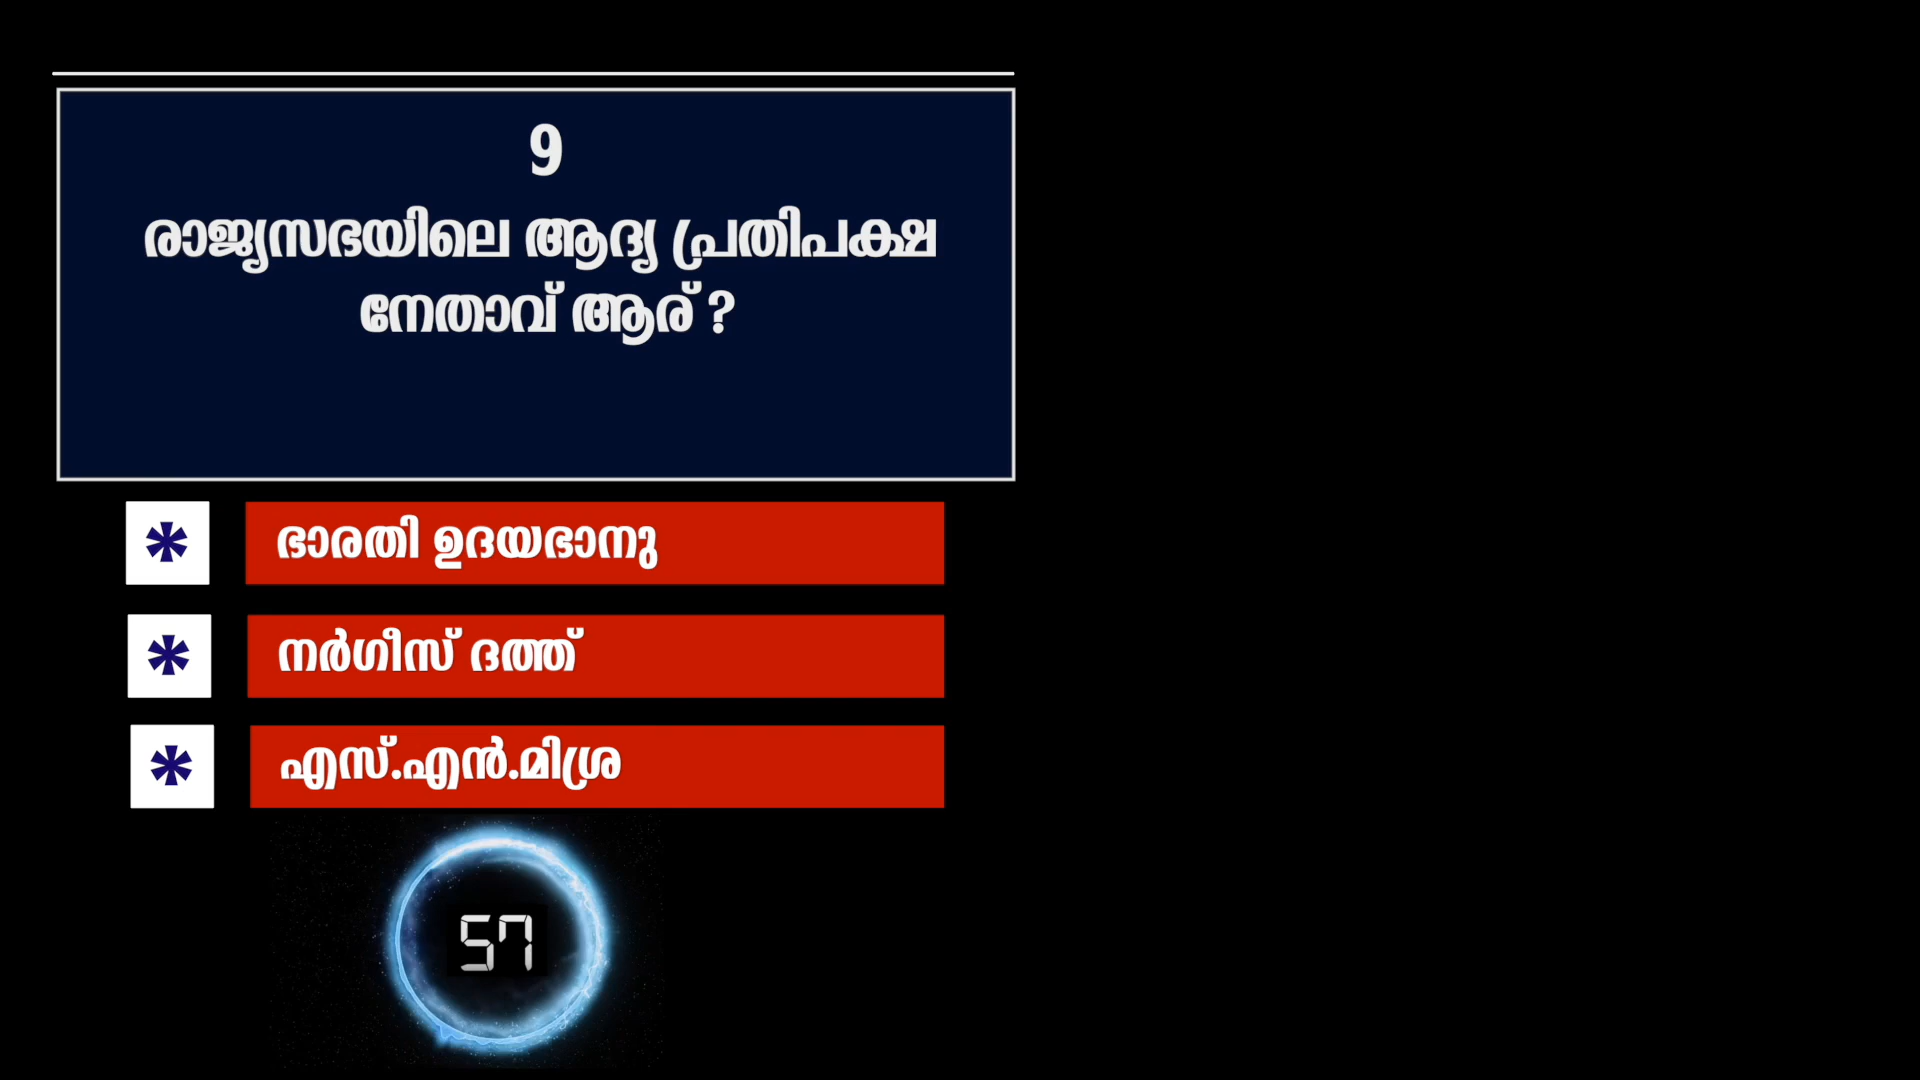 9
രാജ്യസഭയിലെ ആദ്യ പ്രതിപക്ഷ
നേതാവ് ആര് ?
* ഭാരതി ഉദയഭാനു
* നർഗീസ് ദത്ത്
* എസ്.എൻ.മിശ്ര
57